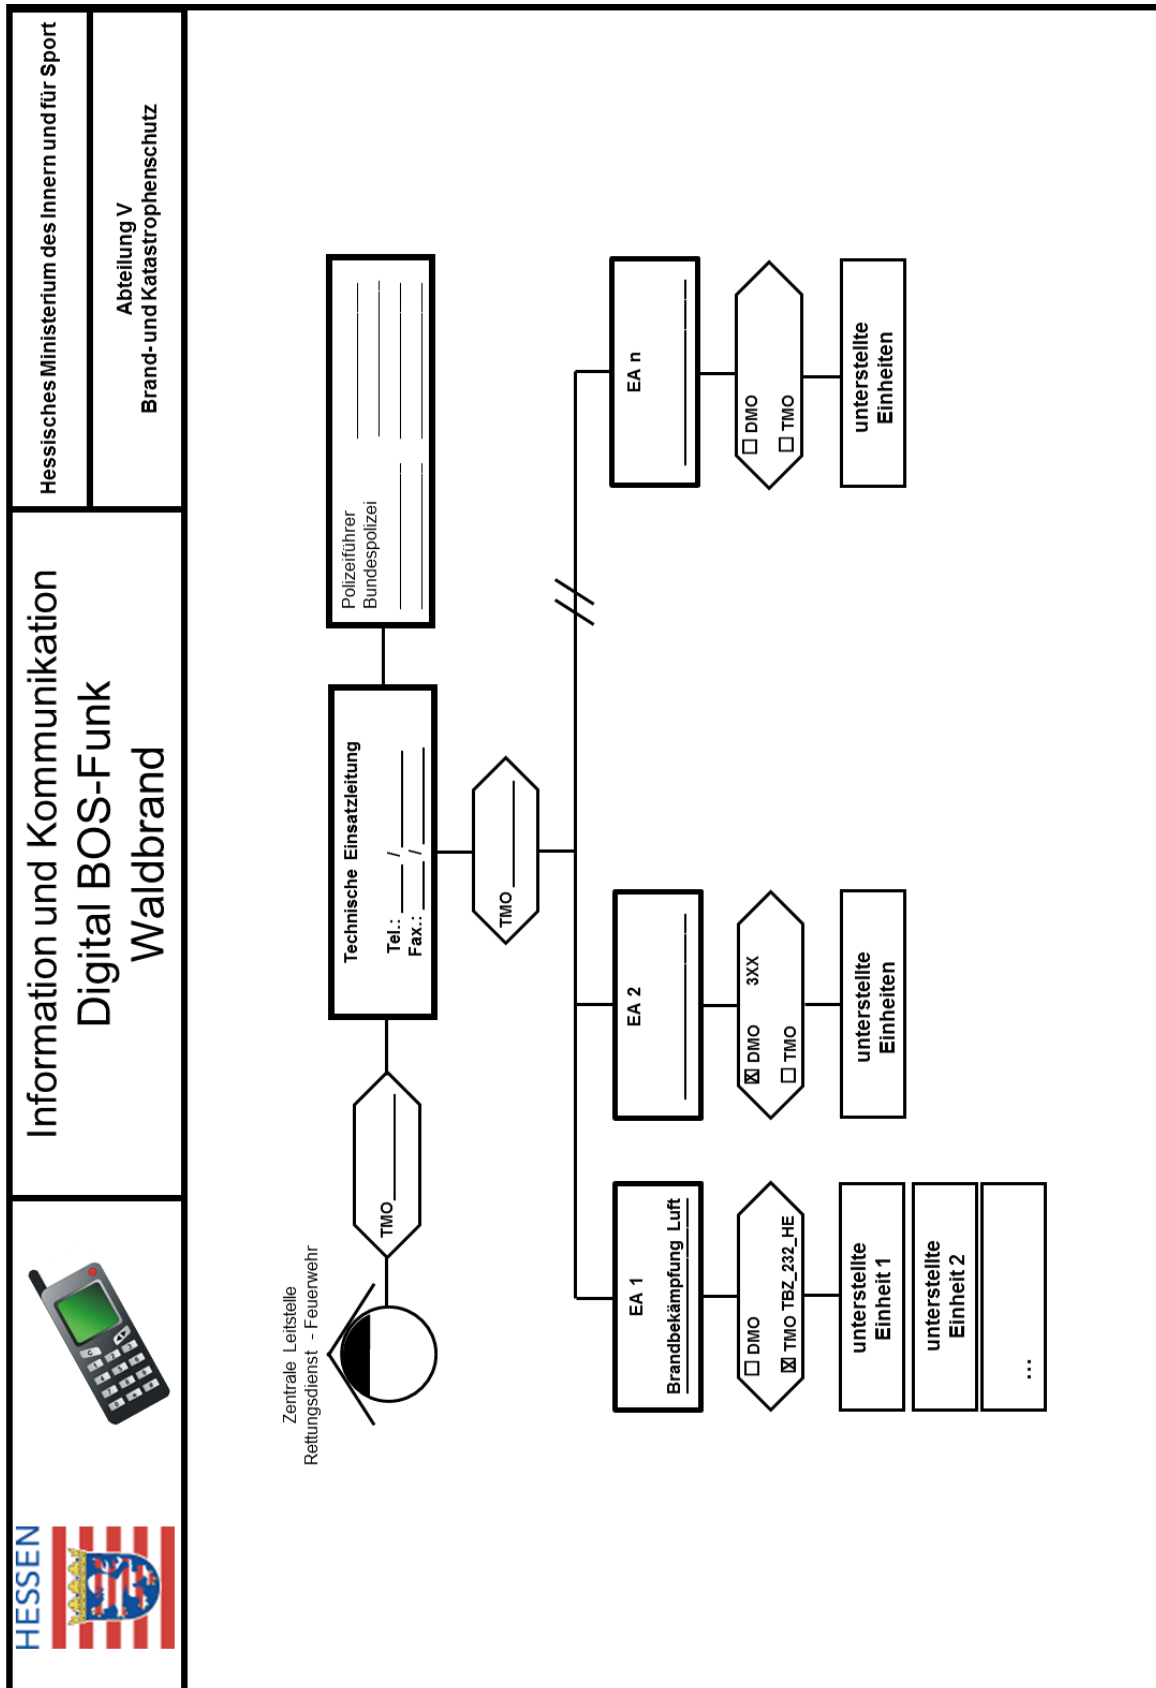 HESSEN
Information und Kommunikation
Digital BOS-Funk
Waldbrand
Hessisches Ministerium des Innern und für Sport
Abteilung V
Brand- und Katastrophenschutz
Zentrale Leitstelle
Rettungsdienst - Feuerwehr
TMO
Technische Einsatzleitung
Tel.: /
Fax.: /
Polizeiführer
Bundespolizei
TMO
EA 1
Brandbekämpfung Luft
☐ DMO
☒ TMO TBZ_232_HE
unterstellte
Einheit 1
unterstellte
Einheit 2
...
EA 2
☒ DMO 3XX
☐ TMO
unterstellte
Einheiten
EA n
☐ DMO
☐ TMO
unterstellte
Einheiten